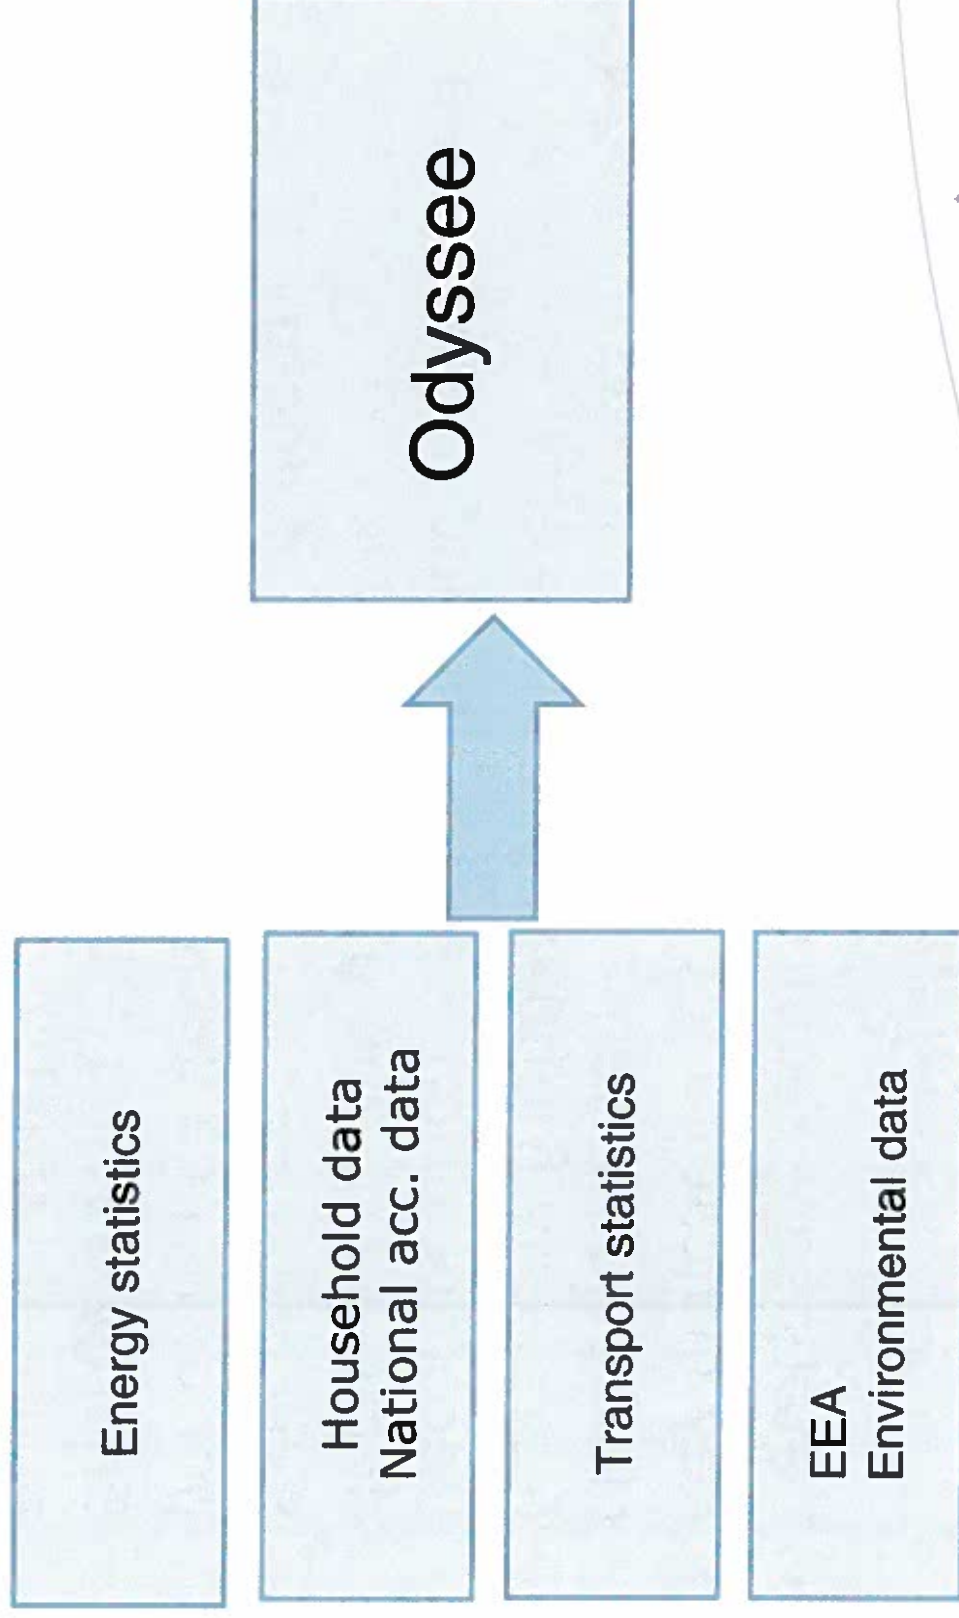 Energy statistics
Household data
National acc. data
Transport statistics
EEA
Environmental data
Odyssee